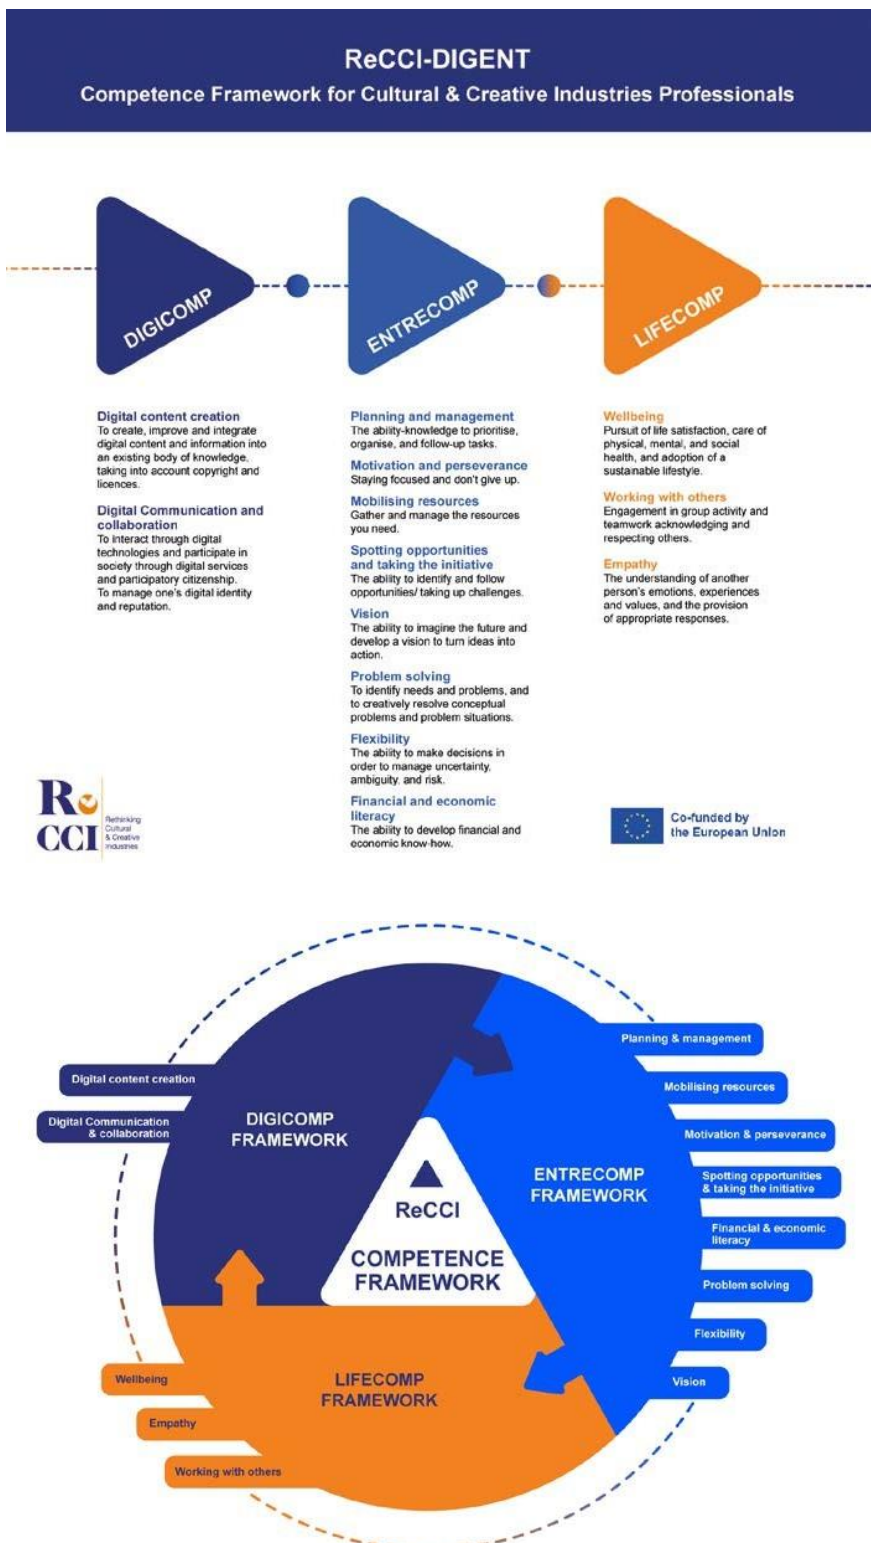 ReCCI-DIGENT
Competence Framework for Cultural & Creative Industries Professionals
DIGICOMP
ENTRECOMP
LIFECOMP
Digital content creation
To create, improve and integrate
digital content and information into
an existing body of knowledge,
taking into account copyright and
licences.
Digital Communication and
collaboration
To interact through digital
technologies and participate in
society through digital services
and participatory citizenship.
To manage one's digital identity
and reputation.
Planning and management
The ability-knowledge to prioritise,
organise, and follow-up tasks.
Motivation and perseverance
Staying focused and don't give up.
Mobilising resources
Gather and manage the resources
you need.
Spotting opportunities
and taking the initiative
The ability to identify and follow
opportunities/ taking up challenges.
Vision
The ability to imagine the future and
develop a vision to turn ideas into
action.
Problem solving
To identify needs and problems, and
to creatively resolve conceptual
problems and problem situations.
Flexibility
The ability to make decisions in
order to manage uncertainty,
ambiguity, and risk.
Financial and economic
literacy
The ability to develop financial and
economic know-how.
Wellbeing
Pursuit of life satisfaction, care of
physical, mental, and social
health, and adoption of a
sustainable lifestyle.
Working with others
Engagement in group activity and
teamwork acknowledging and
respecting others.
Empathy
The understanding of another
person's emotions, experiences
and values, and the provision
of appropriate responses.
Re
CCI
Rethinking
Cultural
& Creative
Industries
Co-funded by
the European Union
Digital content creation
Digital Communication
& collaboration
DIGICOMP
FRAMEWORK
Planning & management
Mobilising resources
Motivation & perseverance
Spotting opportunities
& taking the initiative
Financial & economic
literacy
Problem solving
Flexibility
Vision
ENTRECOMP
FRAMEWORK
ReCCI
COMPETENCE
FRAMEWORK
LIFECOMP
FRAMEWORK
Wellbeing
Empathy
Working with others